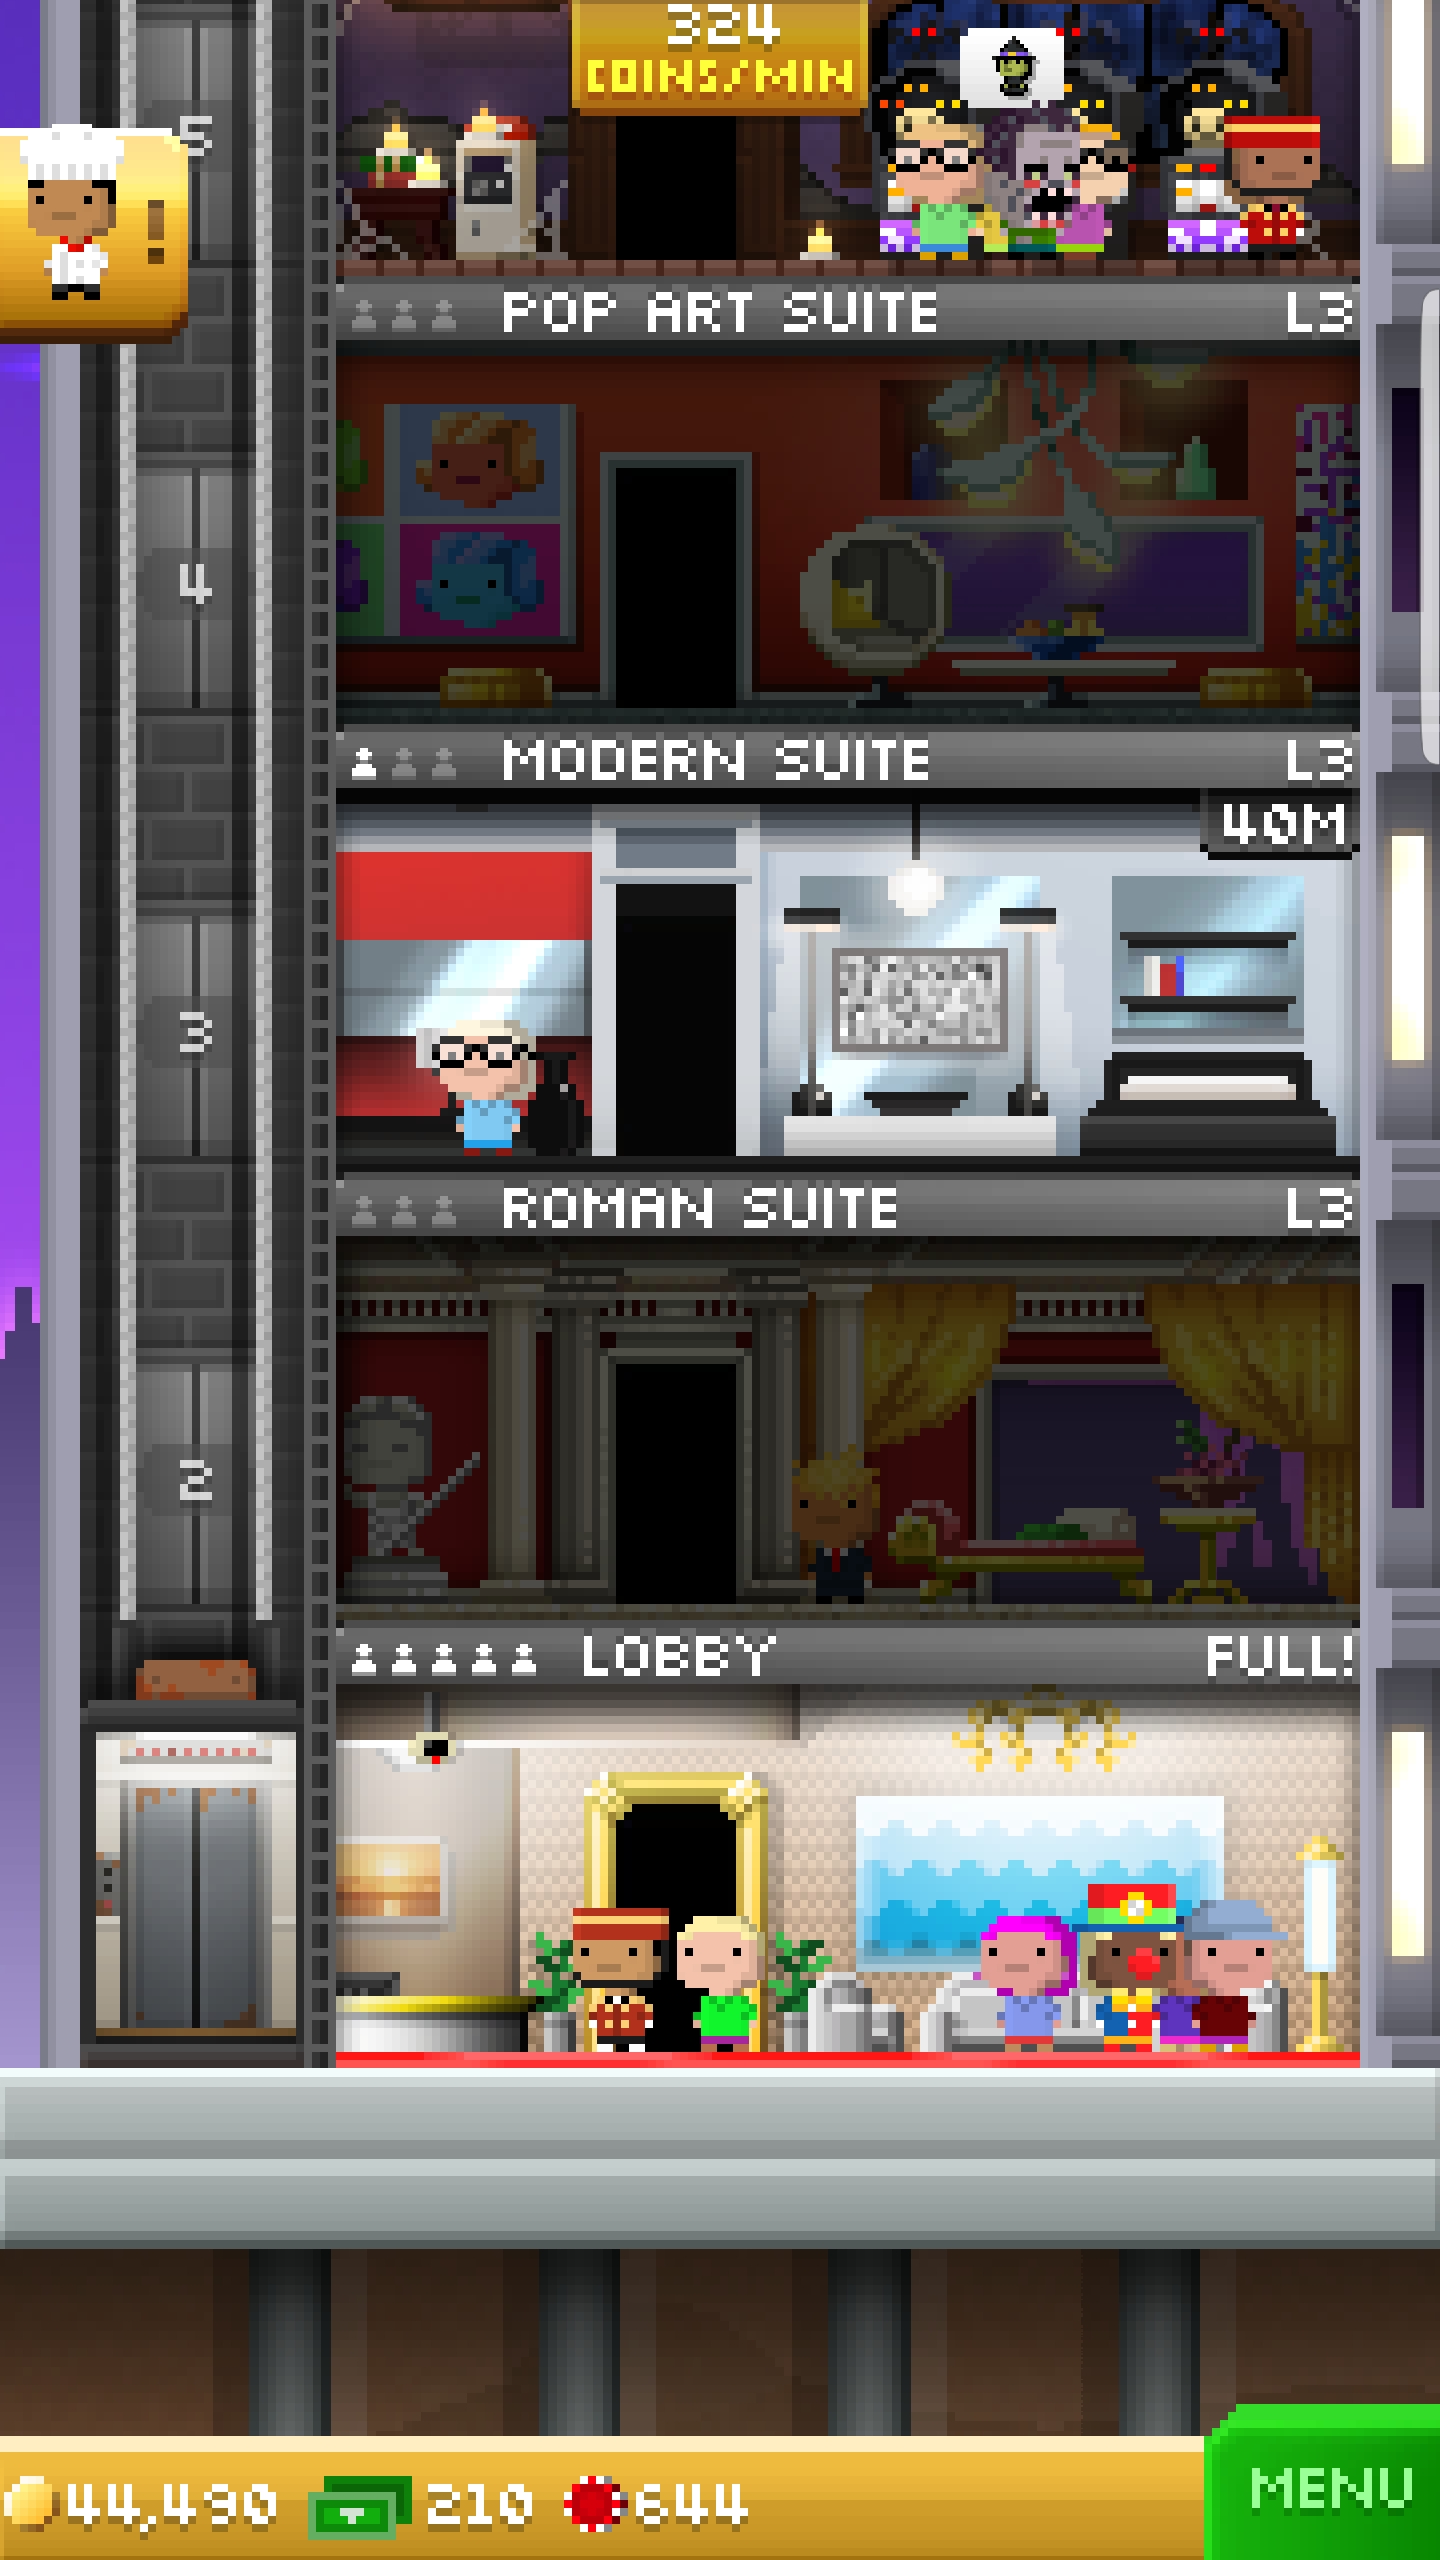 324
COINS/MIN
5
!
POP ART SUITE L3
4
MODERN SUITE L3
40M
3
ROMAN SUITE L3
2
LOBBY FULL!
44,490 210 644
MENU